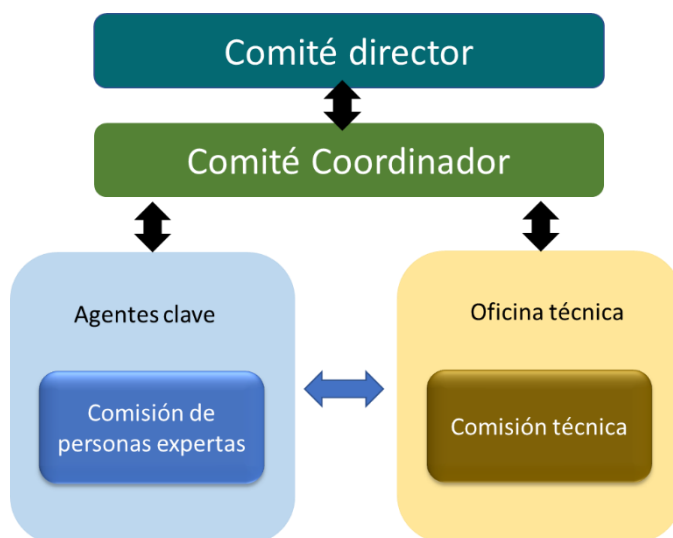 Comité director
Comité Coordinador
Agentes clave
Oficina técnica
Comisión de
personas expertas
Comisión técnica